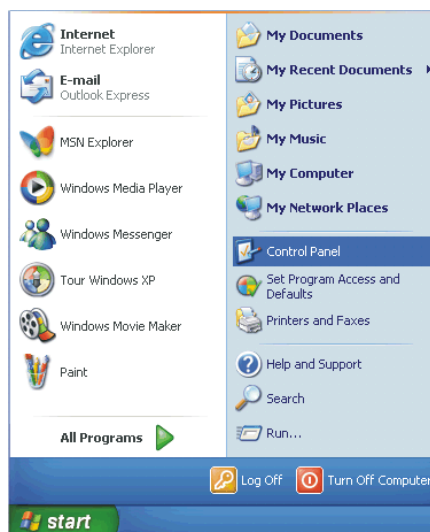 Internet
Internet Explorer
E-mail
Outlook Express
MSN Explorer
Windows Media Player
Windows Messenger
Tour Windows XP
Windows Movie Maker
Paint
All Programs
My Documents
My Recent Documents
My Pictures
My Music
My Computer
My Network Places
Control Panel
Set Program Access and
Defaults
Printers and Faxes
Help and Support
Search
Run...
Log Off
Turn Off Computer
start